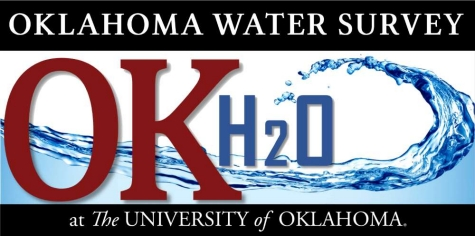 OKLAHOMA WATER SURVEY
OK H2O
at The UNIVERSITY of OKLAHOMA.